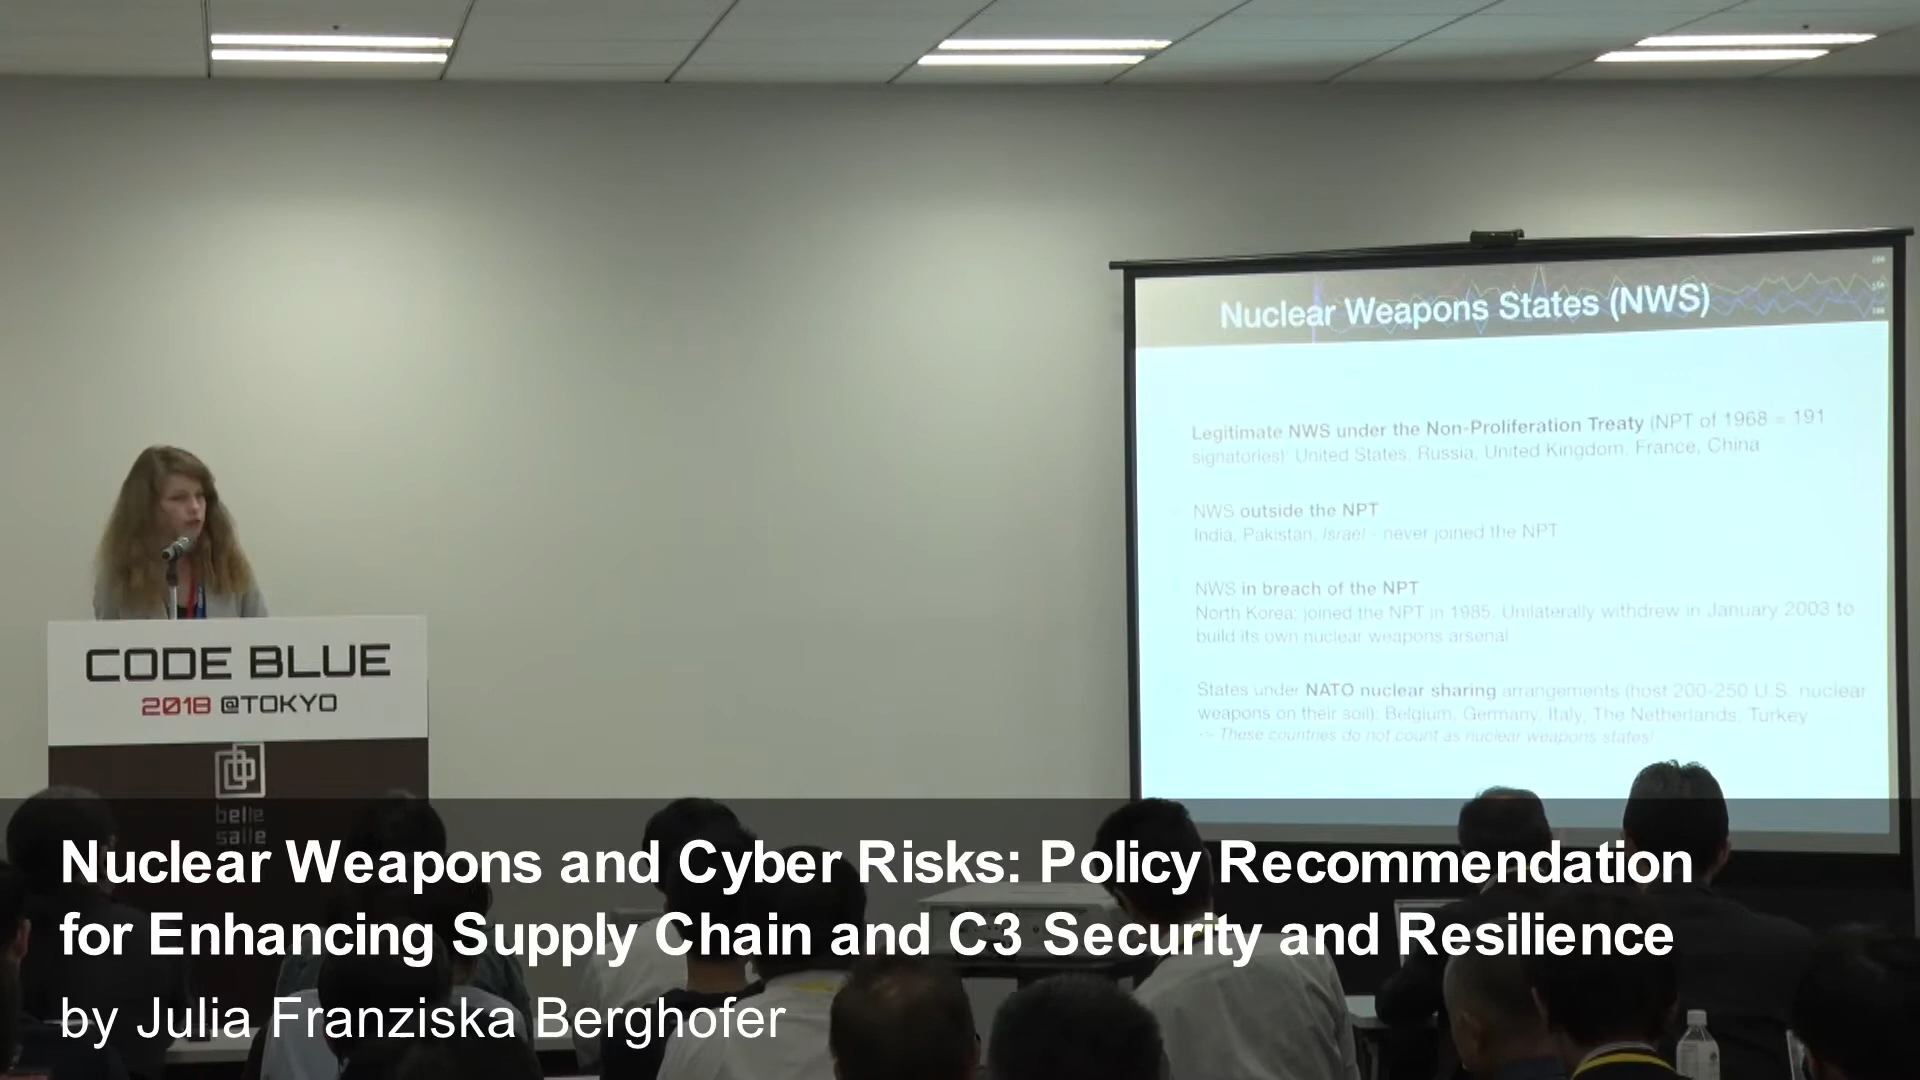 Nuclear Weapons States (NWS)
Legitimate NWS under the Non-Proliferation Treaty (NPT of 1968 = 191
signatories): United States, Russia, United Kingdom, France, China
NWS outside the NPT
India, Pakistan, Israel - never joined the NPT
NWS in breach of the NPT
North Korea: joined the NPT in 1985. Unilaterally withdrew in January 2003 to
build its own nuclear weapons arsenal
States under NATO nuclear sharing arrangements (host 200-250 U.S. nuclear
weapons on their soil): Belgium, Germany, Italy, The Netherlands, Turkey
-> These countries do not count as nuclear weapons states!
CODE BLUE
2018 @TOKYO
belle
salle
Nuclear Weapons and Cyber Risks: Policy Recommendation
for Enhancing Supply Chain and C3 Security and Resilience
by Julia Franziska Berghofer